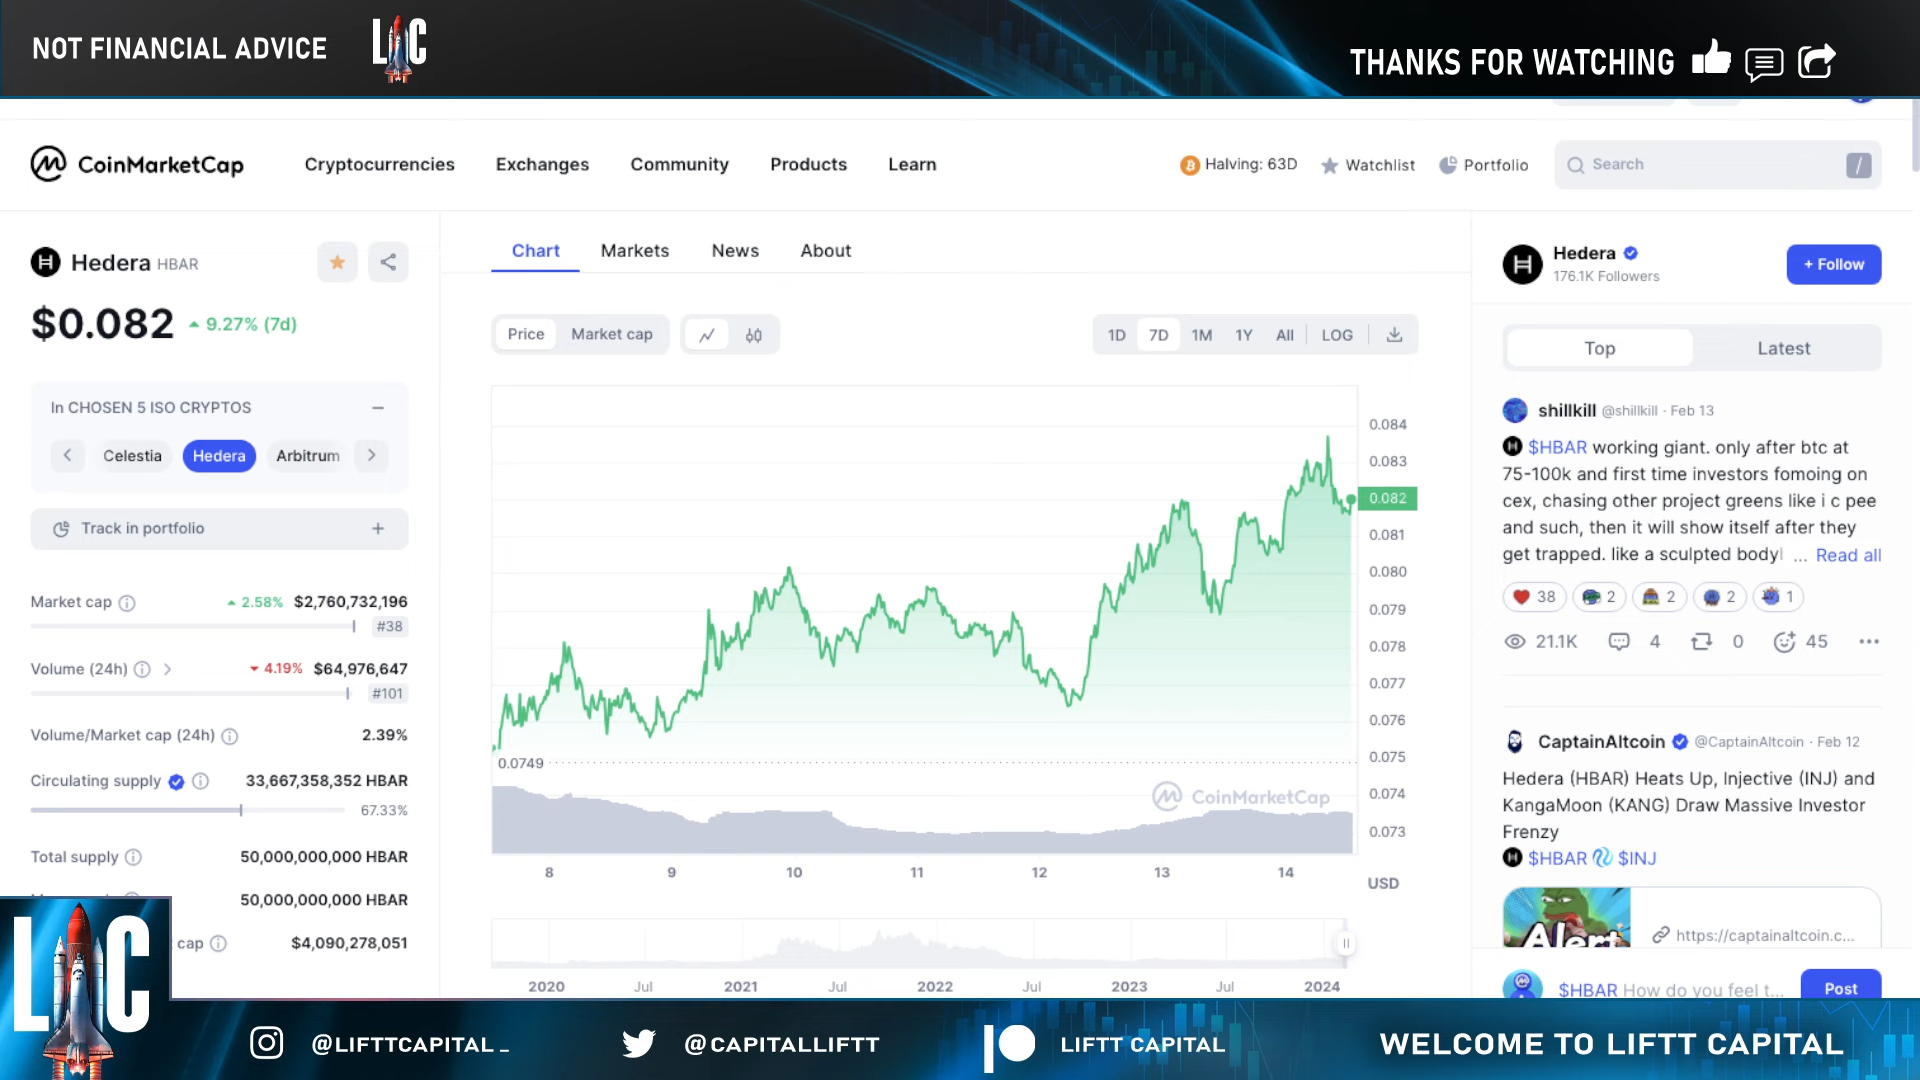 NOT FINANCIAL ADVICE
LC
THANKS FOR WATCHING
CoinMarketCap
Cryptocurrencies
Exchanges
Community
Products
Learn
Halving: 63D
Watchlist
Portfolio
Search
/
Hedera HBAR
$0.082
9.27% (7d)
In CHOSEN 5 ISO CRYPTOS
Celestia
Hedera
Arbitrum
Track in portfolio
Market cap
2.58% $2,760,732,196
#38
Volume (24h)
4.19% $64,976,647
#101
Volume/Market cap (24h)
2.39%
Circulating supply
33,667,358,352 HBAR
67.33%
Total supply
50,000,000,000 HBAR
50,000,000,000 HBAR
cap
$4,090,278,051
Chart
Markets
News
About
Price
Market cap
1D
7D
1M
1Y
All
LOG
0.084
0.083
0.082
0.081
0.080
0.079
0.078
0.077
0.076
0.075
0.074
0.073
0.0749
CoinMarketCap
8
9
10
11
12
13
14
USD
2020
Jul
2021
Jul
2022
Jul
2023
Jul
2024
Hedera
176.1K Followers
+ Follow
Top
Latest
shillkill @shillkill · Feb 13
$HBAR working giant. only after btc at
75-100k and first time investors fomoing on
cex, chasing other project greens like i c pee
and such, then it will show itself after they
get trapped. like a sculpted body ... Read all
38
2
2
2
1
21.1K
4
0
45
CaptainAltcoin @CaptainAltcoin · Feb 12
Hedera (HBAR) Heats Up, Injective (INJ) and
KangaMoon (KANG) Draw Massive Investor
Frenzy
$HBAR $INJ
Alert
https://captainaltcoin.c...
$HBAR How do you feel t...
Post
LC
@LIFTTCAPITAL_
@CAPITALLIFTT
LIFTT CAPITAL
WELCOME TO LIFTT CAPITAL